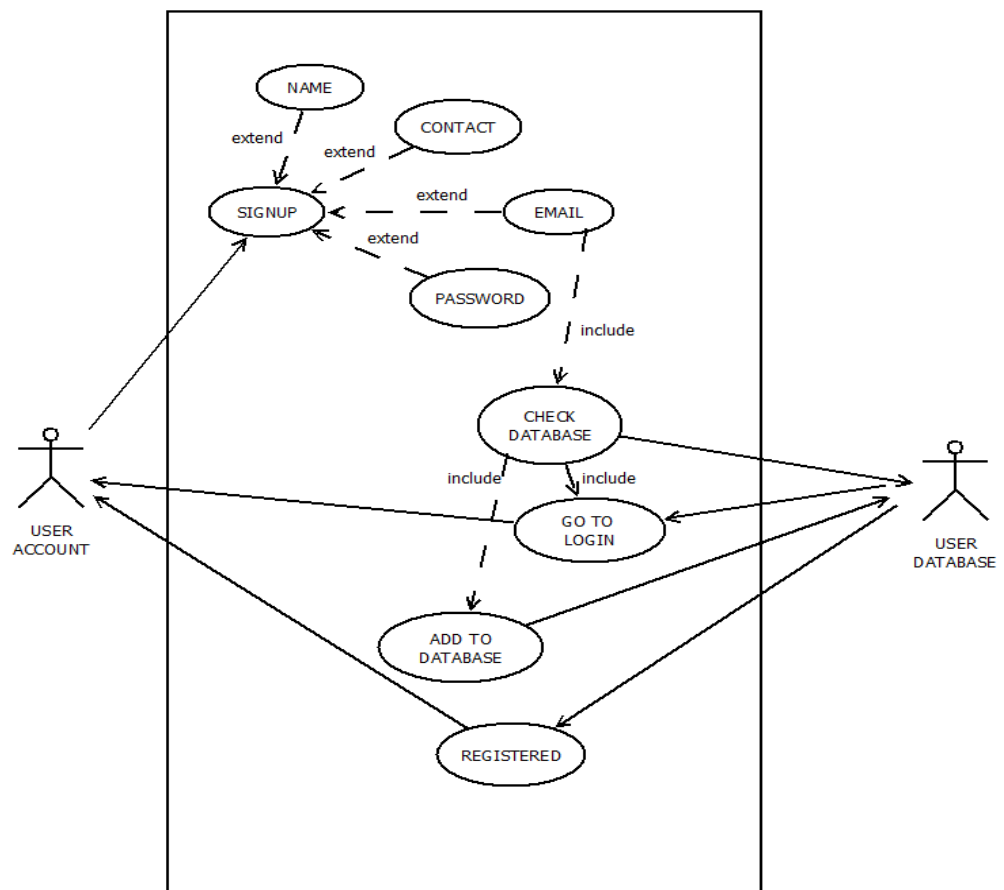 NAME
extend
CONTACT
extend
SIGNUP
extend
EMAIL
extend
PASSWORD
include
CHECK
DATABASE
include
include
GO TO
LOGIN
USER
ACCOUNT
USER
DATABASE
ADD TO
DATABASE
REGISTERED